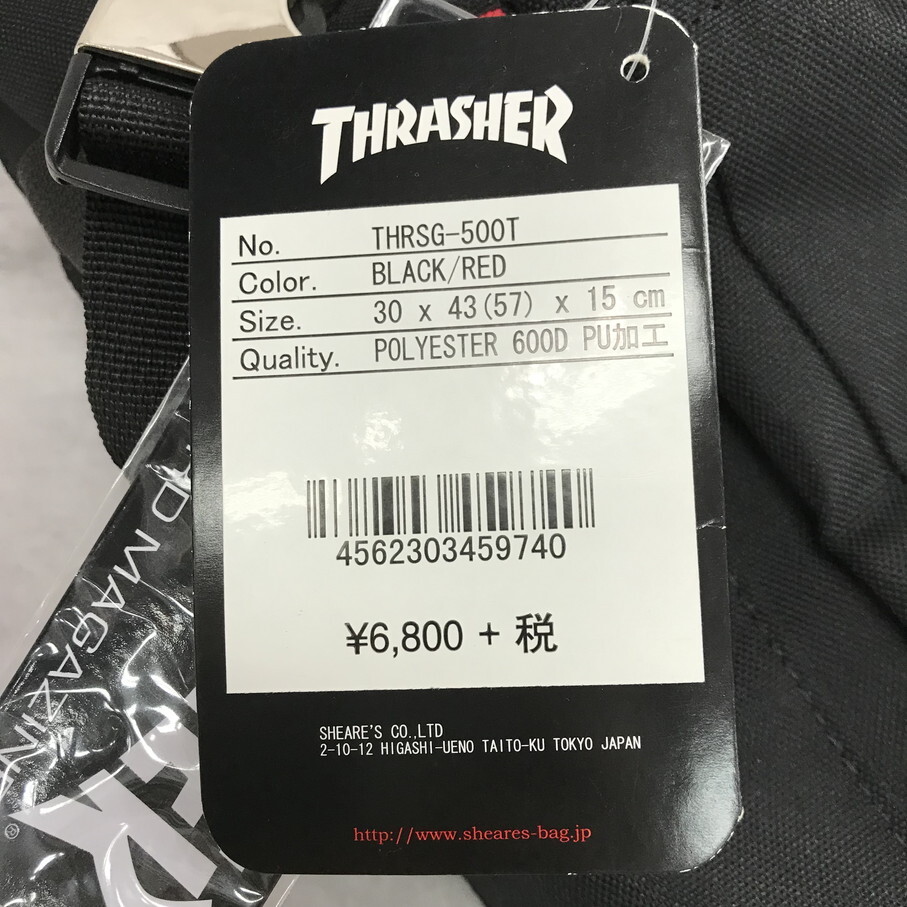 THRASHER
No. THRSG-500T
Color. BLACK/RED
Size. 30 x 43(57) x 15 cm
Quality. POLYESTER 600D PU加工
4562303459740
¥6,800 + 税
SHEARE'S CO.,LTD
2-10-12 HIGASHI-UENO TAITO-KU TOKYO JAPAN
http://www.sheares-bag.jp
MAGAZIN
®